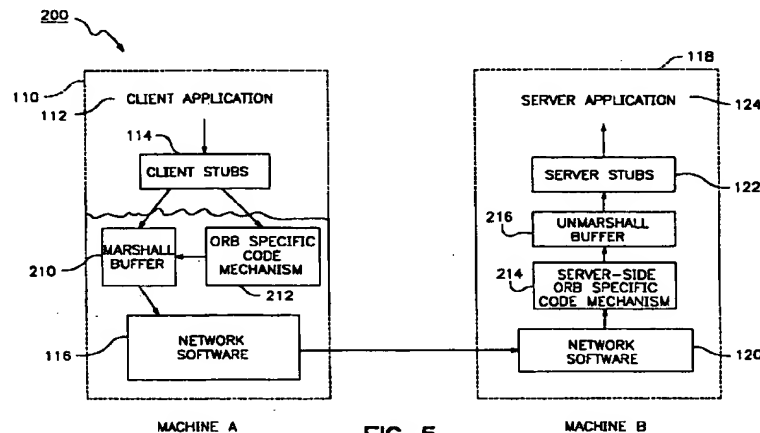 200
110
112
CLIENT APPLICATION
114
CLIENT STUBS
MARSHALL
BUFFER
210
ORB SPECIFIC
CODE
MECHANISM
212
116
NETWORK
SOFTWARE
MACHINE A
118
SERVER APPLICATION
124
SERVER STUBS
122
216
UNMARSHALL
BUFFER
214
SERVER-SIDE
ORB SPECIFIC
CODE MECHANISM
NETWORK
SOFTWARE
120
MACHINE B
FIG. 5